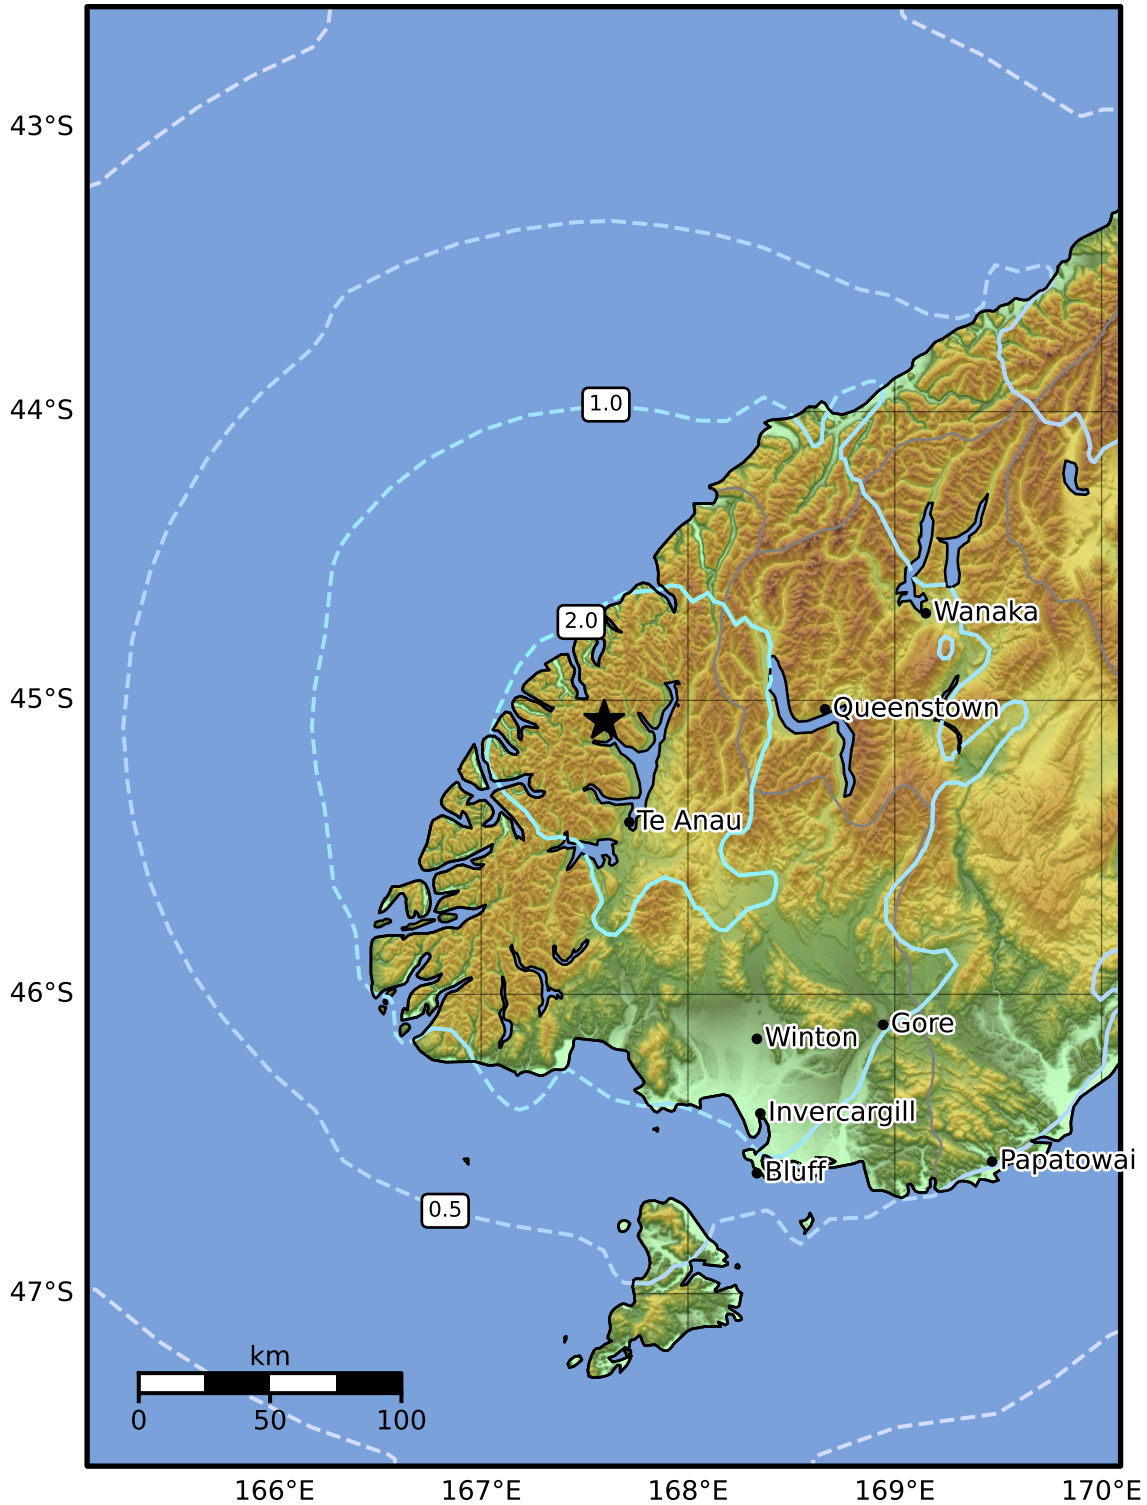 43°S
1.0
44°S
2.0
Wanaka
45°S
Queenstown
Te Anau
46°S
Gore
Winton
Invercargill
Papatowai
Bluff
0.5
47°S
km
0 50 100
166°E 167°E 168°E 169°E 170°E